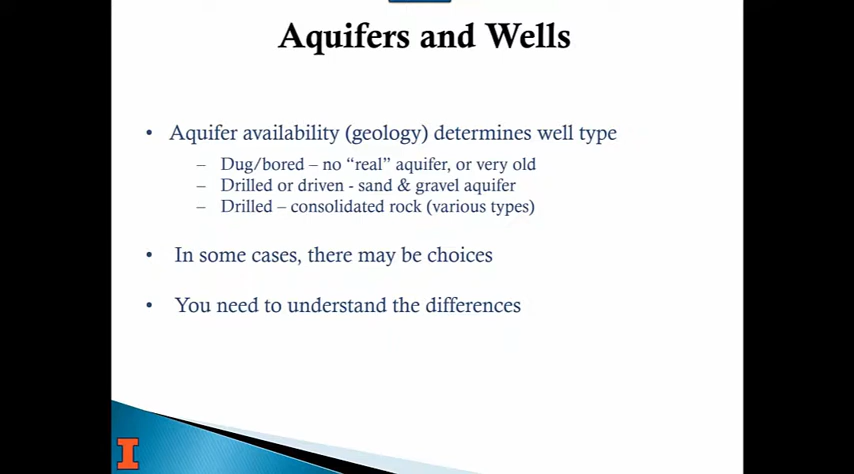 Aquifers and Wells
• Aquifer availability (geology) determines well type
– Dug/bored – no “real” aquifer, or very old
– Drilled or driven - sand & gravel aquifer
– Drilled – consolidated rock (various types)
• In some cases, there may be choices
• You need to understand the differences
I